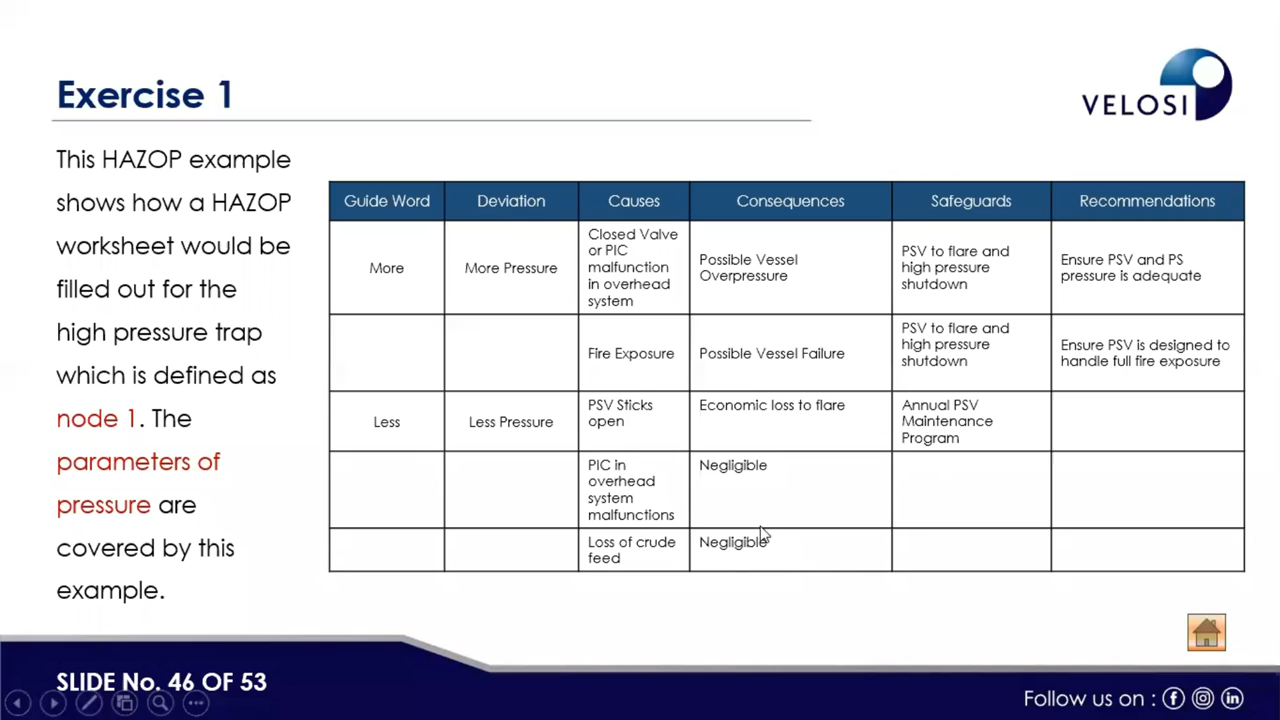 Exercise 1
VELOSI
This HAZOP example
shows how a HAZOP
worksheet would be
filled out for the
high pressure trap
which is defined as
node 1. The
parameters of
pressure are
covered by this
example.
Guide Word
Deviation
Causes
Consequences
Safeguards
Recommendations
More
More Pressure
Closed Valve
or PIC
malfunction
in overhead
system
Possible Vessel
Overpressure
PSV to flare and
high pressure
shutdown
Ensure PSV and PS
pressure is adequate
Fire Exposure
Possible Vessel Failure
PSV to flare and
high pressure
shutdown
Ensure PSV is designed to
handle full fire exposure
Less
Less Pressure
PSV Sticks
open
Economic loss to flare
Annual PSV
Maintenance
Program
PIC in
overhead
system
malfunctions
Negligible
Loss of crude
feed
Negligible
SLIDE No. 46 OF 53
Follow us on :